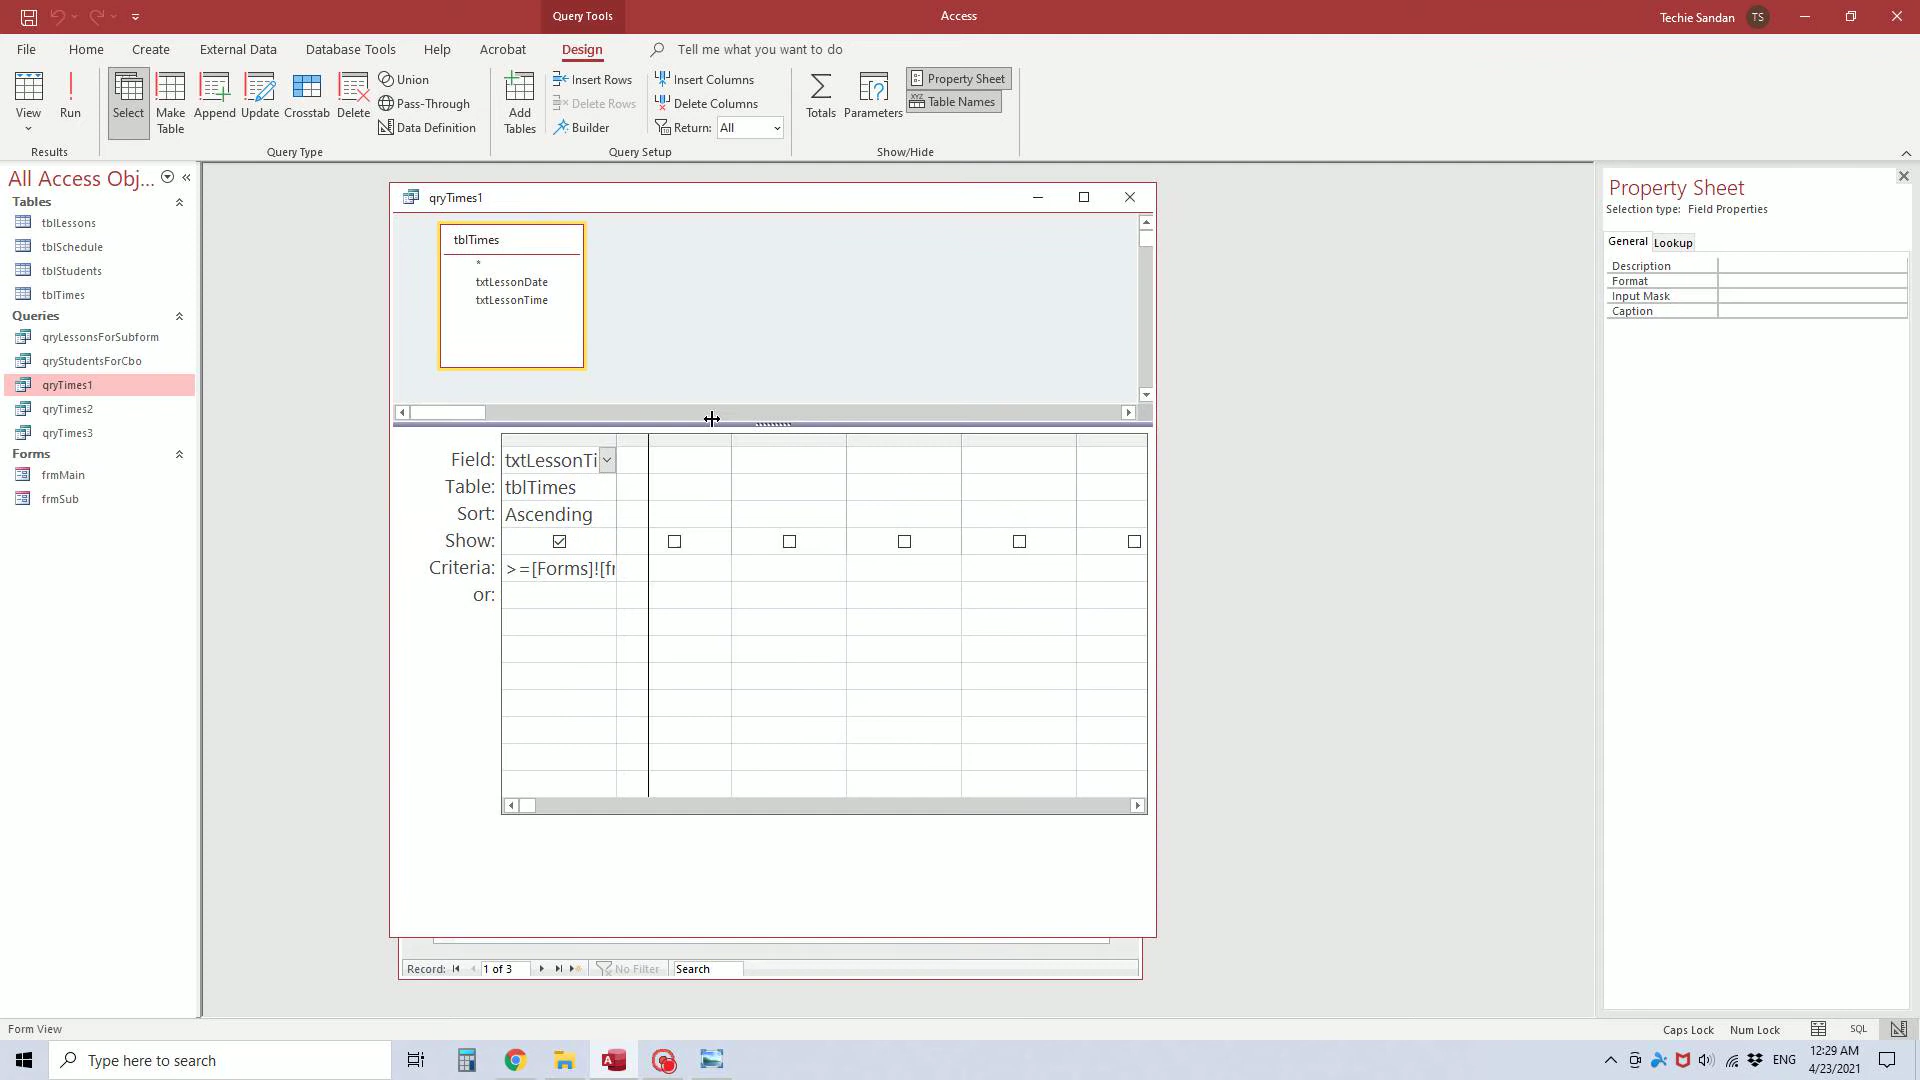 Query Tools
Access
Techie Sandan
TS
File
Home
Create
External Data
Database Tools
Help
Acrobat
Design
Tell me what you want to do
View
Run
Select
Make
Table
Append
Update
Crosstab
Delete
Union
Pass-Through
Data Definition
Add
Tables
Insert Rows
Delete Rows
Builder
Insert Columns
Delete Columns
Return:
All
Totals
Parameters
Property Sheet
Table Names
Results
Query Type
Query Setup
Show/Hide
All Access Obj...
Tables
tblLessons
tblSchedule
tblStudents
tblTimes
Queries
qryLessonsForSubform
qryStudentsForCbo
qryTimes1
qryTimes2
qryTimes3
Forms
frmMain
frmSub
qryTimes1
tblTimes
*
txtLessonDate
txtLessonTime
Field:
txtLessonTi
Table:
tblTimes
Sort:
Ascending
Show:
Criteria:
>=[Forms]![fr
or:
Record:
1 of 3
No Filter
Search
Property Sheet
Selection type: Field Properties
General
Lookup
Description
Format
Input Mask
Caption
Form View
Caps Lock
Num Lock
SQL
Type here to search
ENG
12:29 AM
4/23/2021